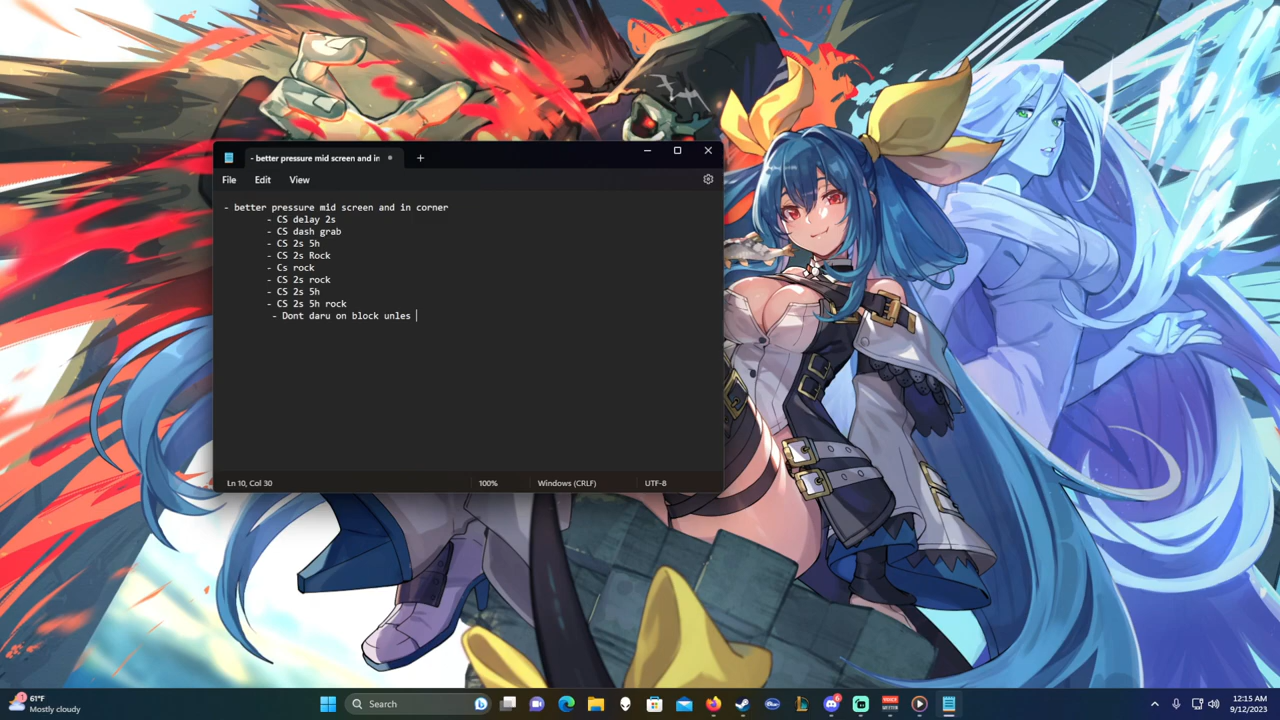 - better pressure mid screen and in
File Edit View
- better pressure mid screen and in corner
- CS delay 2s
- CS dash grab
- CS 2s 5h
- CS 2s Rock
- Cs rock
- CS 2s rock
- CS 2s 5h
- CS 2s 5h rock
- Dont daru on block unles
Ln 10, Col 30 100% Windows (CRLF) UTF-8
1
61°F
Mostly cloudy
Search
6
12:15 AM
9/12/2023